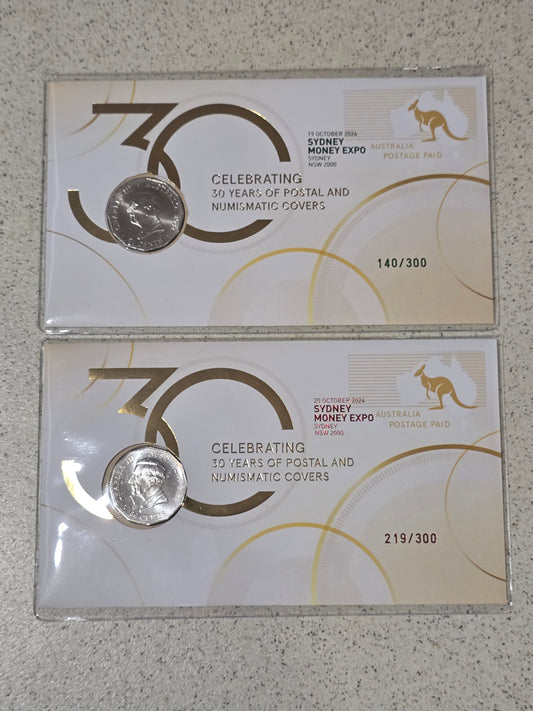 30
19 OCTOBER 2024
SYDNEY
MONEY EXPO
SYDNEY
NSW 2000
AUSTRALIA
POSTAGE PAID
CELEBRATING
30 YEARS OF POSTAL AND
NUMISMATIC COVERS
140/300
30
20 OCTOBER 2024
SYDNEY
MONEY EXPO
SYDNEY
NSW 2000
AUSTRALIA
POSTAGE PAID
CELEBRATING
30 YEARS OF POSTAL AND
NUMISMATIC COVERS
219/300